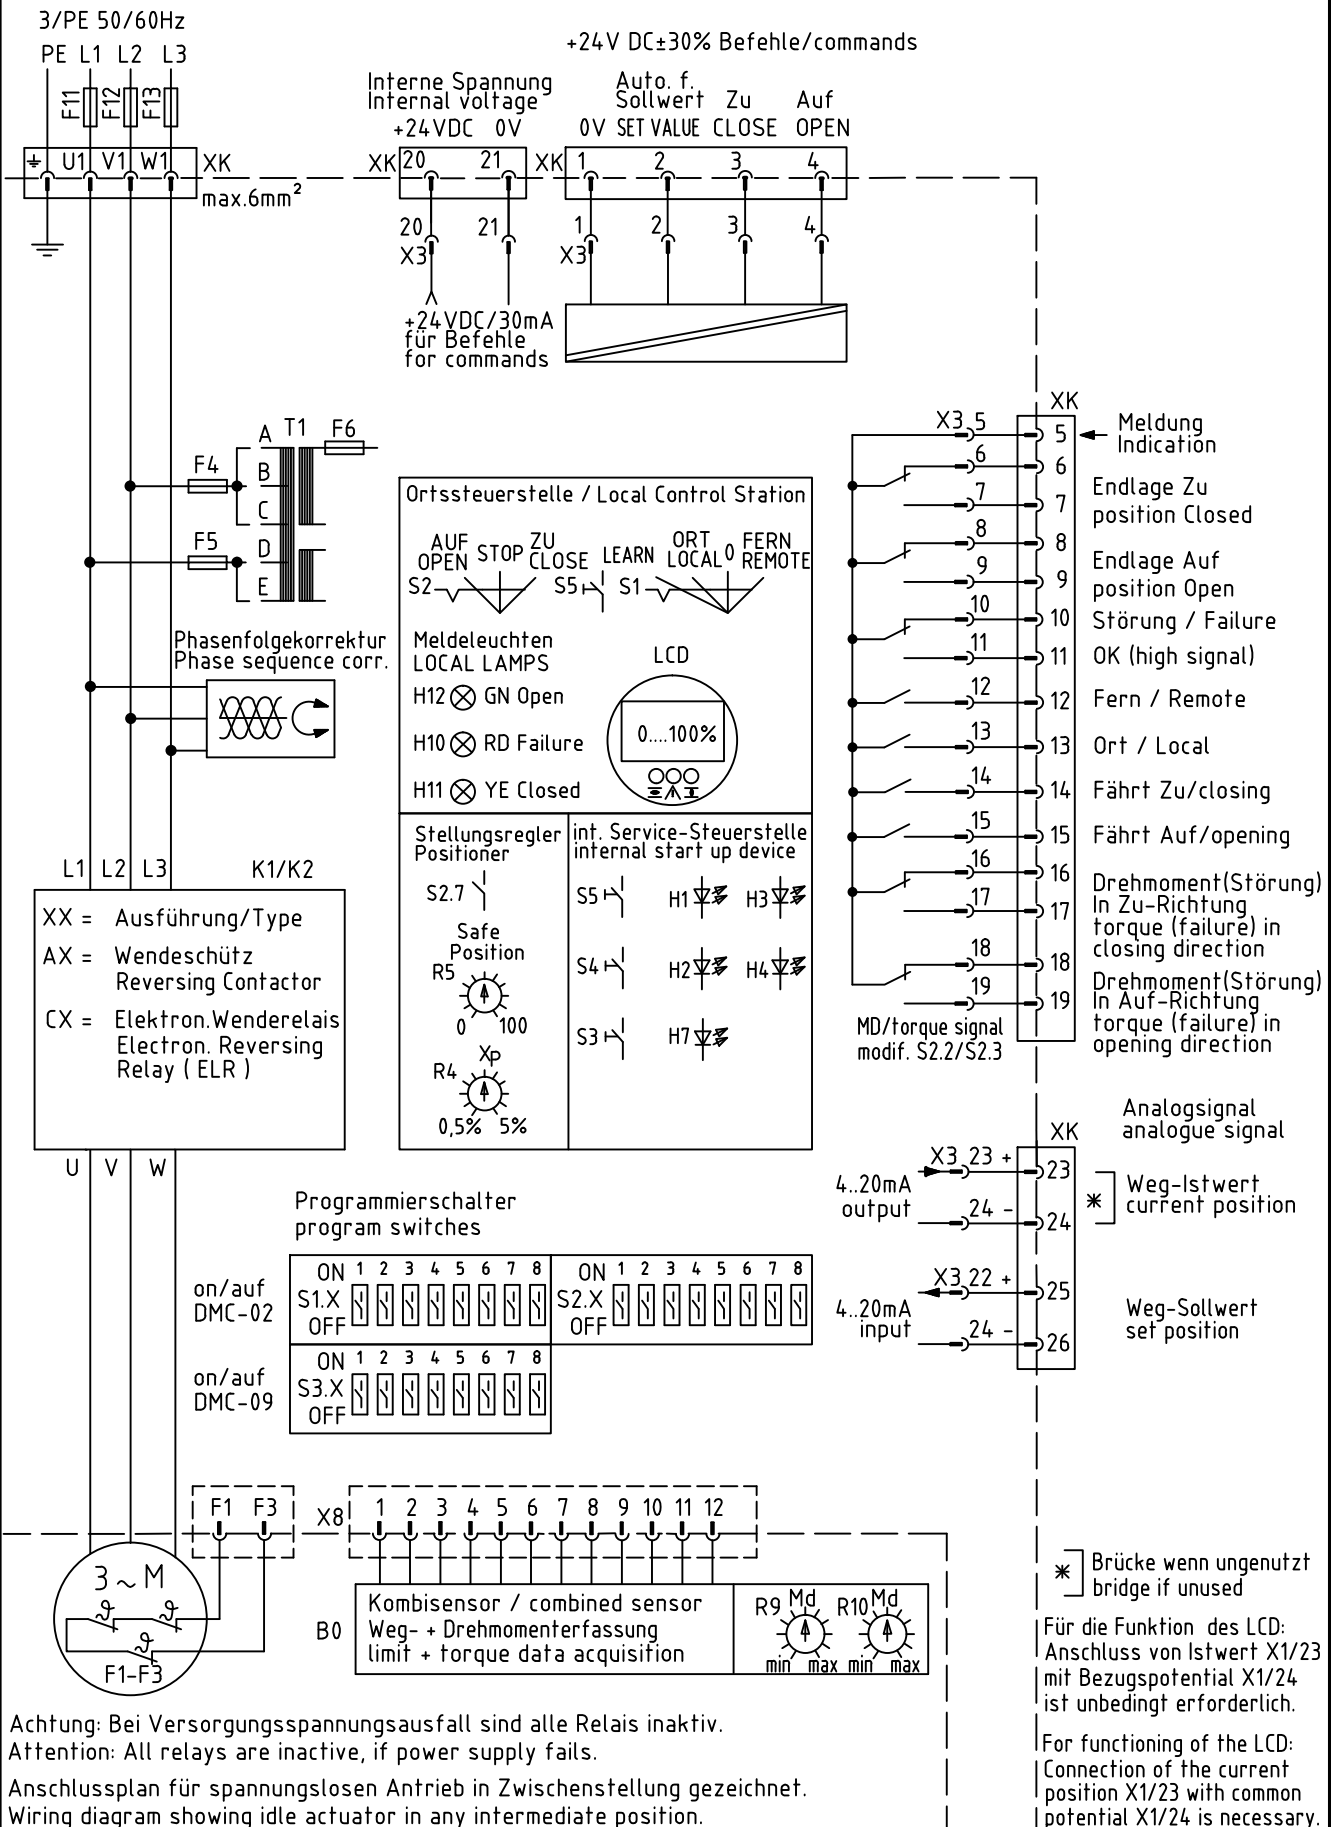 3/PE 50/60Hz
PE L1 L2 L3
F11 F12 F13
U1 V1 W1 XK
max.6mm²
Interne Spannung
Internal voltage
+24VDC 0V
XK 20 21
20 21
X3
+24VDC/30mA
für Befehle
for commands
+24V DC±30% Befehle/commands
Auto. f.
Sollwert Zu Auf
0V SET VALUE CLOSE OPEN
XK 1 2 3 4
1 2 3 4
X3
A T1 F6
F4 B
C
F5 D
E
Phasenfolgekorrektur
Phase sequence corr.
L1 L2 L3 K1/K2
XX = Ausführung/Type
AX = Wendeschütz
Reversing Contactor
CX = Elektron.Wenderelais
Electron. Reversing
Relay ( ELR )
U V W
Ortssteuerstelle / Local Control Station
AUF ZU ORT FERN
OPEN STOP CLOSE LEARN LOCAL 0 REMOTE
S2 S5 S1
Meldeleuchten
LOCAL LAMPS
H12 GN Open
H10 RD Failure
H11 YE Closed
LCD
0....100%
Stellungsregler
Positioner
S2.7
Safe
Position
R5
0 100
Xp
R4
0,5% 5%
int. Service-Steuerstelle
internal start up device
S5 H1 H3
S4 H2 H4
S3 H7
XK
X3 5 5 Meldung
Indication
6 6
7 7
Endlage Zu
position Closed
8 8
9 9
Endlage Auf
position Open
10 10 Störung / Failure
11 11 OK (high signal)
12 12 Fern / Remote
13 13 Ort / Local
14 14 Fährt Zu/closing
15 15 Fährt Auf/opening
16 16
17 17
Drehmoment(Störung)
In Zu-Richtung
torque (failure) in
closing direction
18 18
19 19
Drehmoment(Störung)
In Auf-Richtung
torque (failure) in
opening direction
MD/torque signal
modif. S2.2/S2.3
Analogsignal
analogue signal
XK
X3 23 + 23
4..20mA
output
24 - 24
* Weg-Istwert
current position
X3 22 + 25
4..20mA
input
24 - 26
Weg-Sollwert
set position
Programmierschalter
program switches
on/auf
DMC-02
ON 1 2 3 4 5 6 7 8
S1.X
OFF
ON 1 2 3 4 5 6 7 8
S2.X
OFF
on/auf
DMC-09
ON 1 2 3 4 5 6 7 8
S3.X
OFF
F1 F3
X8 1 2 3 4 5 6 7 8 9 10 11 12
3 ~ M
ϑ ϑ
ϑ
F1-F3
B0
Kombisensor / combined sensor
Weg- + Drehmomenterfassung
limit + torque data acquisition
R9 Md R10 Md
min max min max
* Brücke wenn ungenutzt
bridge if unused
Für die Funktion des LCD:
Anschluss von Istwert X1/23
mit Bezugspotential X1/24
ist unbedingt erforderlich.
For functioning of the LCD:
Connection of the current
position X1/23 with common
potential X1/24 is necessary.
Achtung: Bei Versorgungsspannungsausfall sind alle Relais inaktiv.
Attention: All relays are inactive, if power supply fails.
Anschlussplan für spannungslosen Antrieb in Zwischenstellung gezeichnet.
Wiring diagram showing idle actuator in any intermediate position.